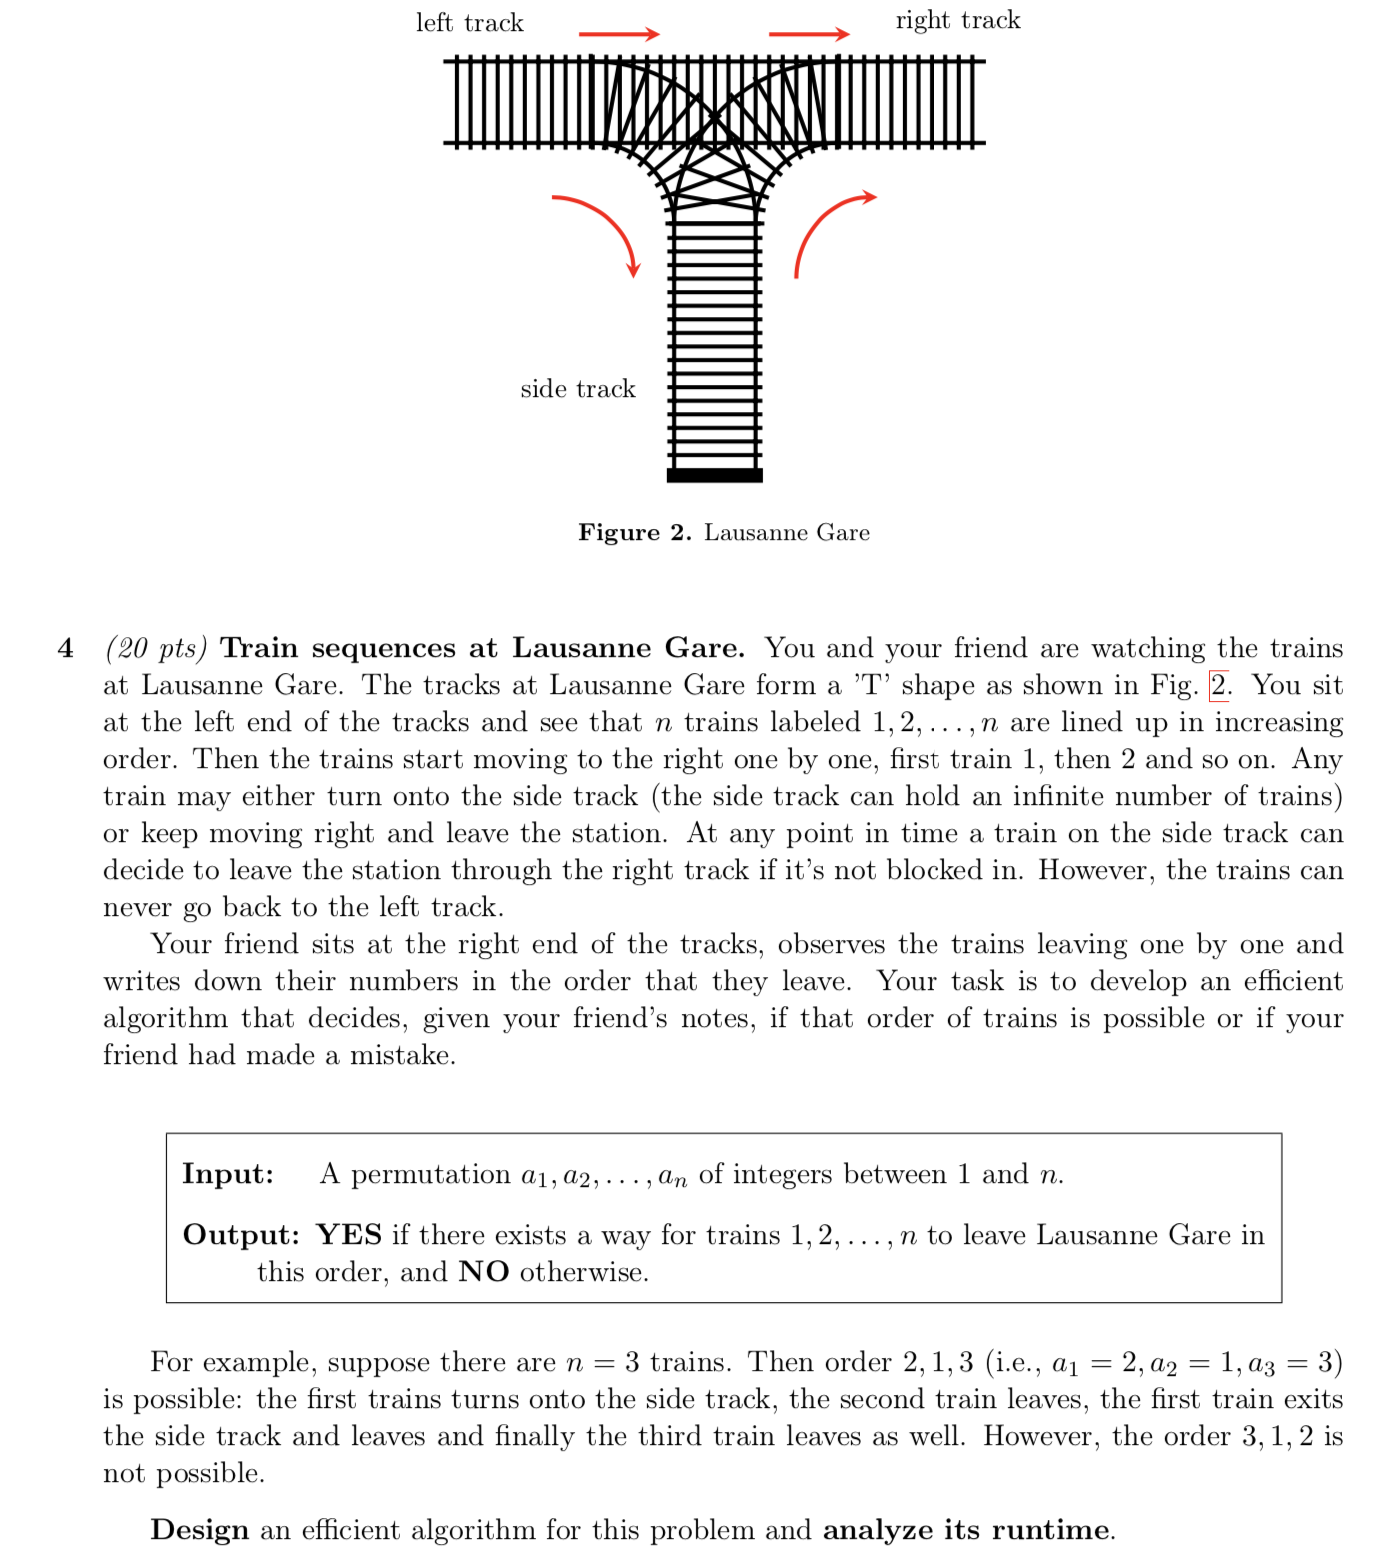 left track
right track
side track
Figure 2. Lausanne Gare
4 (20 pts) Train sequences at Lausanne Gare. You and your friend are watching the trains
at Lausanne Gare. The tracks at Lausanne Gare form a 'T' shape as shown in Fig. 2. You sit
at the left end of the tracks and see that n trains labeled 1, 2, . . . , n are lined up in increasing
order. Then the trains start moving to the right one by one, first train 1, then 2 and so on. Any
train may either turn onto the side track (the side track can hold an infinite number of trains)
or keep moving right and leave the station. At any point in time a train on the side track can
decide to leave the station through the right track if it's not blocked in. However, the trains can
never go back to the left track.
Your friend sits at the right end of the tracks, observes the trains leaving one by one and
writes down their numbers in the order that they leave. Your task is to develop an efficient
algorithm that decides, given your friend's notes, if that order of trains is possible or if your
friend had made a mistake.
Input: A permutation a₁, a₂, . . . , aₙ of integers between 1 and n.
Output: YES if there exists a way for trains 1, 2, . . . , n to leave Lausanne Gare in
this order, and NO otherwise.
For example, suppose there are n = 3 trains. Then order 2, 1, 3 (i.e., a₁ = 2, a₂ = 1, a₃ = 3)
is possible: the first trains turns onto the side track, the second train leaves, the first train exits
the side track and leaves and finally the third train leaves as well. However, the order 3, 1, 2 is
not possible.
Design an efficient algorithm for this problem and analyze its runtime.